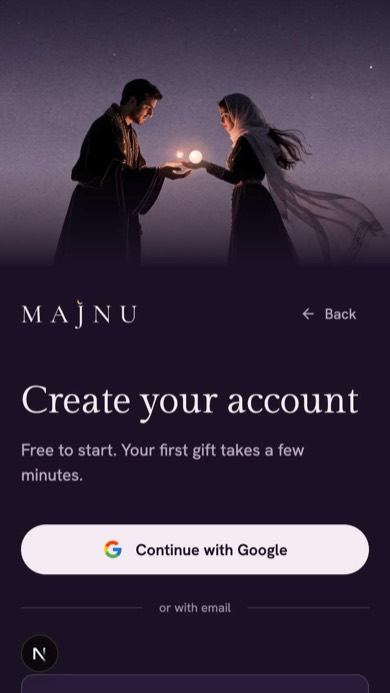 MAJNU
← Back
Create your account
Free to start. Your first gift takes a few
minutes.
Continue with Google
or with email
N